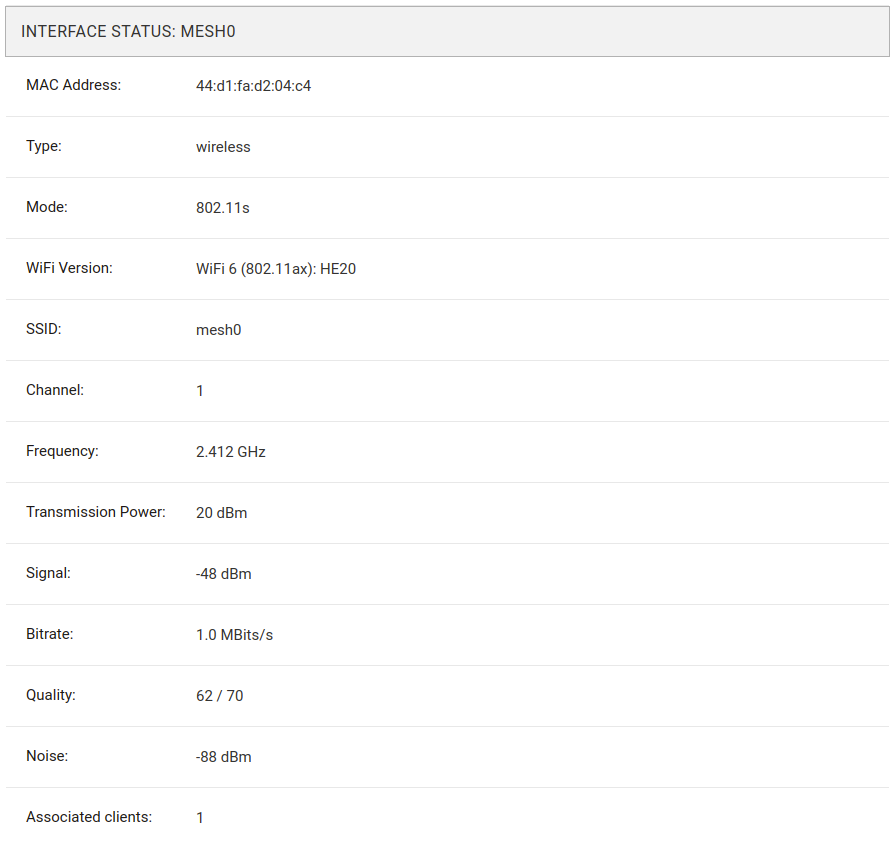 INTERFACE STATUS: MESH0
MAC Address: 44:d1:fa:d2:04:c4
Type: wireless
Mode: 802.11s
WiFi Version: WiFi 6 (802.11ax): HE20
SSID: mesh0
Channel: 1
Frequency: 2.412 GHz
Transmission Power: 20 dBm
Signal: -48 dBm
Bitrate: 1.0 MBits/s
Quality: 62 / 70
Noise: -88 dBm
Associated clients: 1